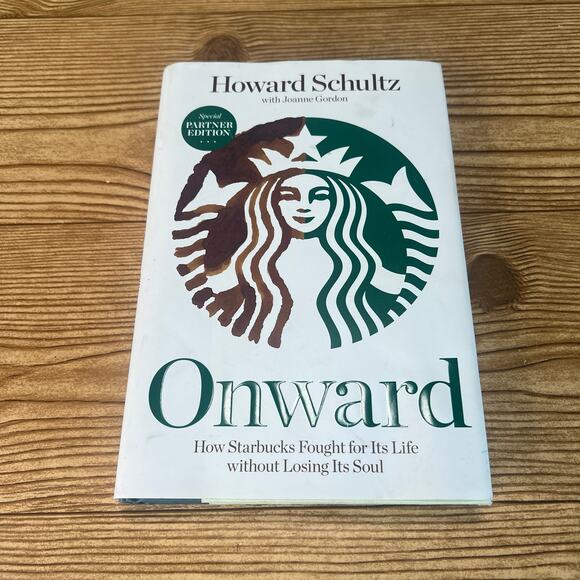 Howard Schultz
with Joanne Gordon
Special
PARTNER
EDITION
Onward
How Starbucks Fought for Its Life
without Losing Its Soul